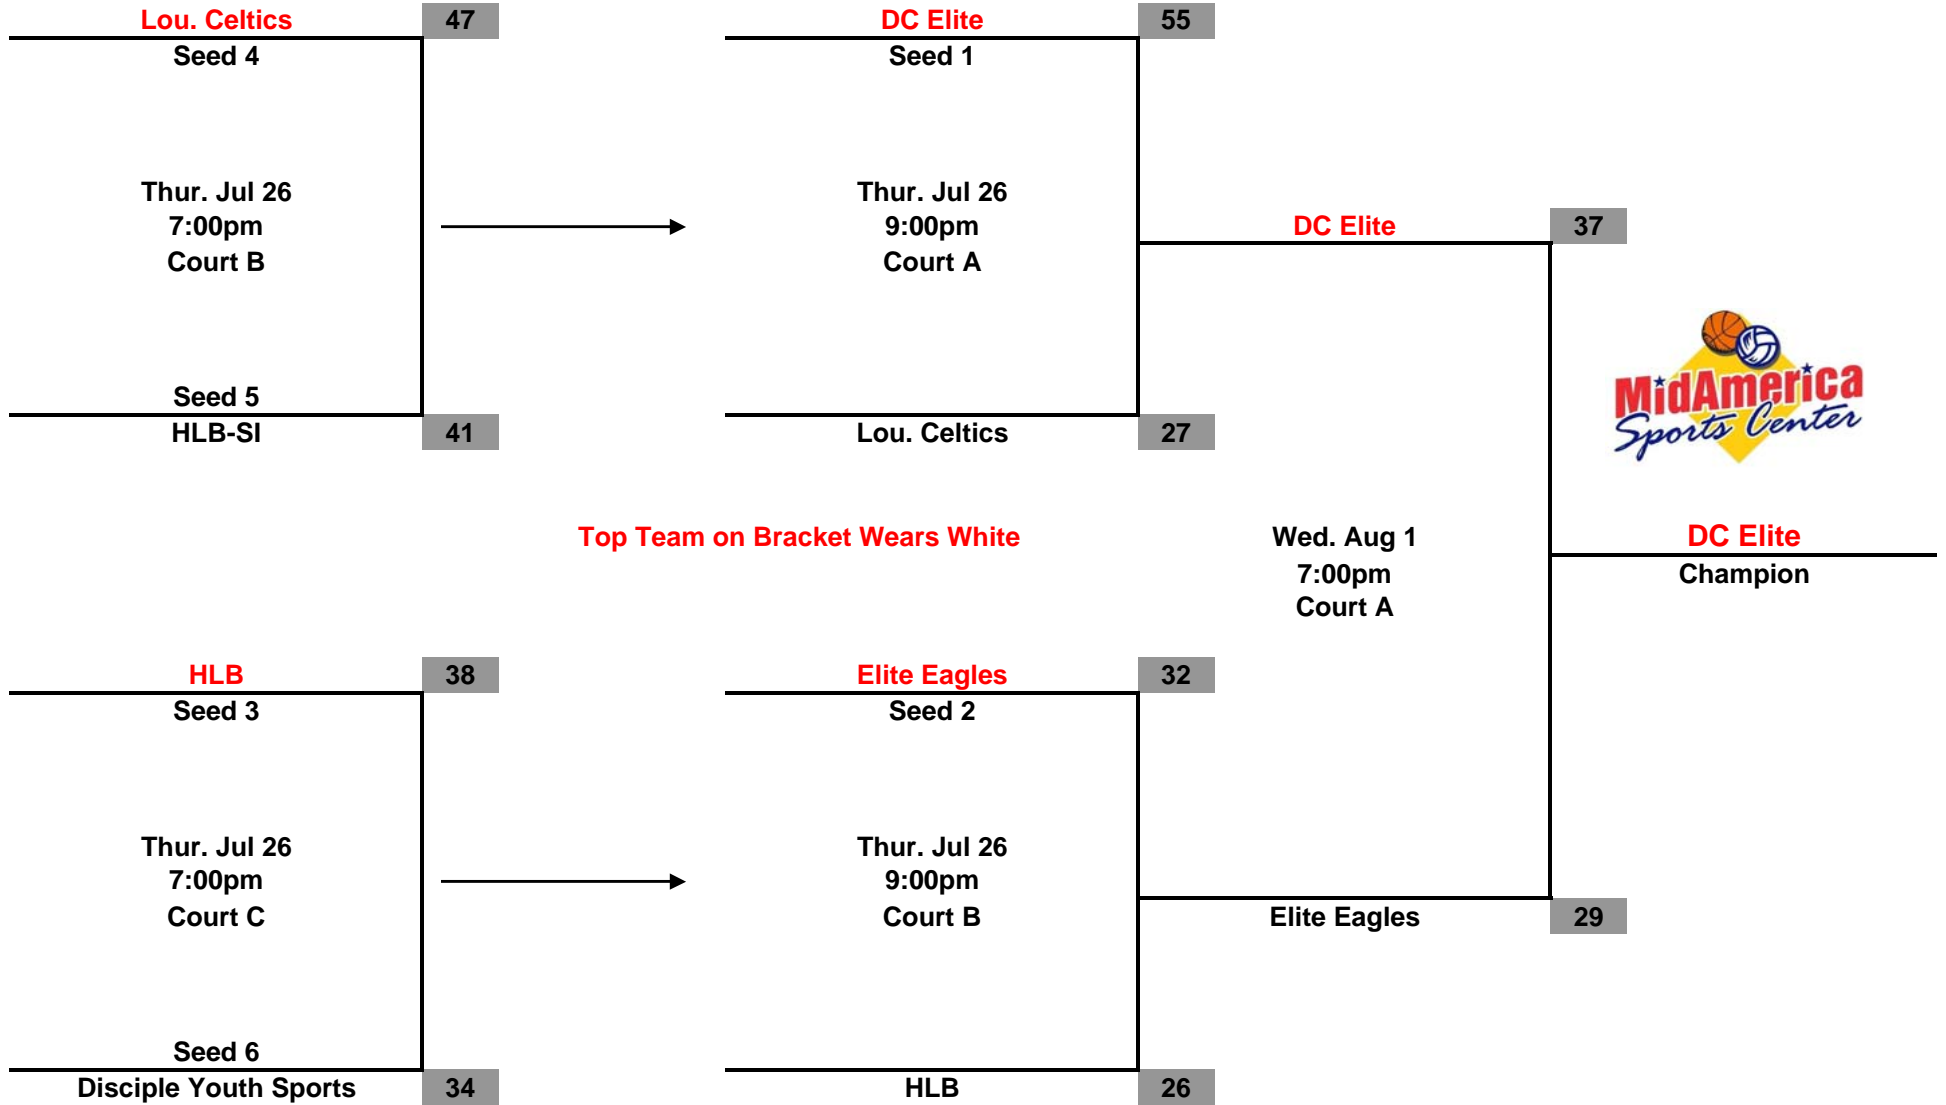 Lou. Celtics 47 DC Elite 55
Seed 4 Seed 1
Thur. Jul 26 Thur. Jul 26
7:00pm 9:00pm DC Elite 37
Court B Court A
MidAmerica
Sports Center
Seed 5
HLB-SI 41 Lou. Celtics 27
Top Team on Bracket Wears White Wed. Aug 1 DC Elite
7:00pm Champion
Court A
HLB 38 Elite Eagles 32
Seed 3 Seed 2
Thur. Jul 26 Thur. Jul 26
7:00pm 9:00pm
Court C Court B Elite Eagles 29
Seed 6
Disciple Youth Sports 34 HLB 26